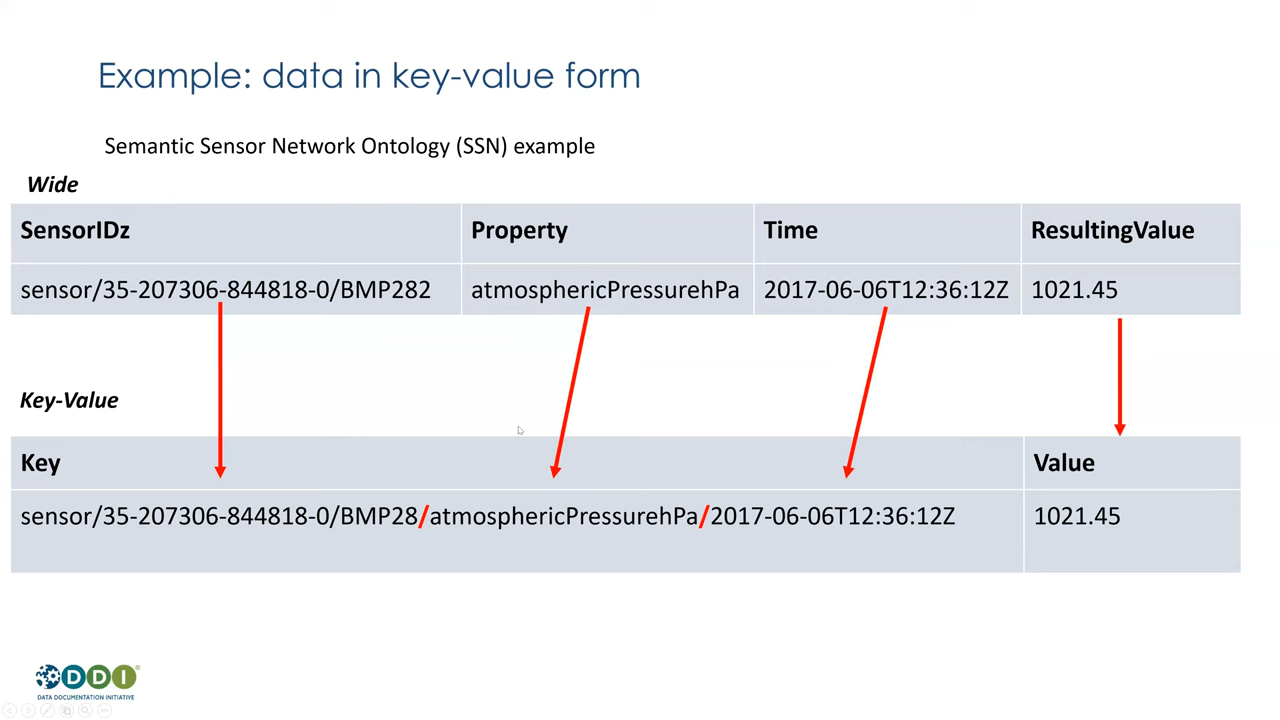 Example: data in key-value form
Semantic Sensor Network Ontology (SSN) example
Wide
SensorIDz Property Time ResultingValue
sensor/35-207306-844818-0/BMP282 atmosphericPressurehPa 2017-06-06T12:36:12Z 1021.45
Key-Value
Key Value
sensor/35-207306-844818-0/BMP28/atmosphericPressurehPa/2017-06-06T12:36:12Z 1021.45
DDI
DATA DOCUMENTATION INITIATIVE